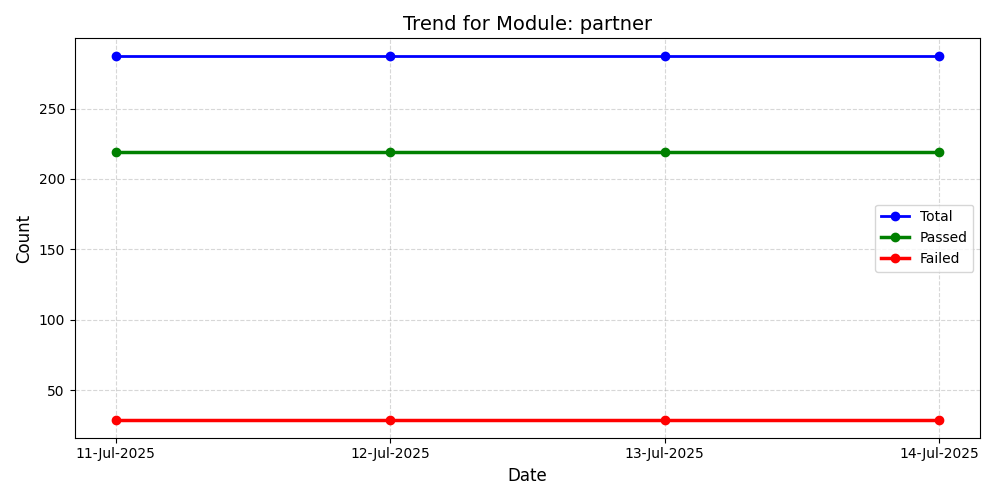 Trend for Module: partner
250
200
150
100
50
Count
Total
Passed
Failed
11-Jul-2025
12-Jul-2025
13-Jul-2025
14-Jul-2025
Date